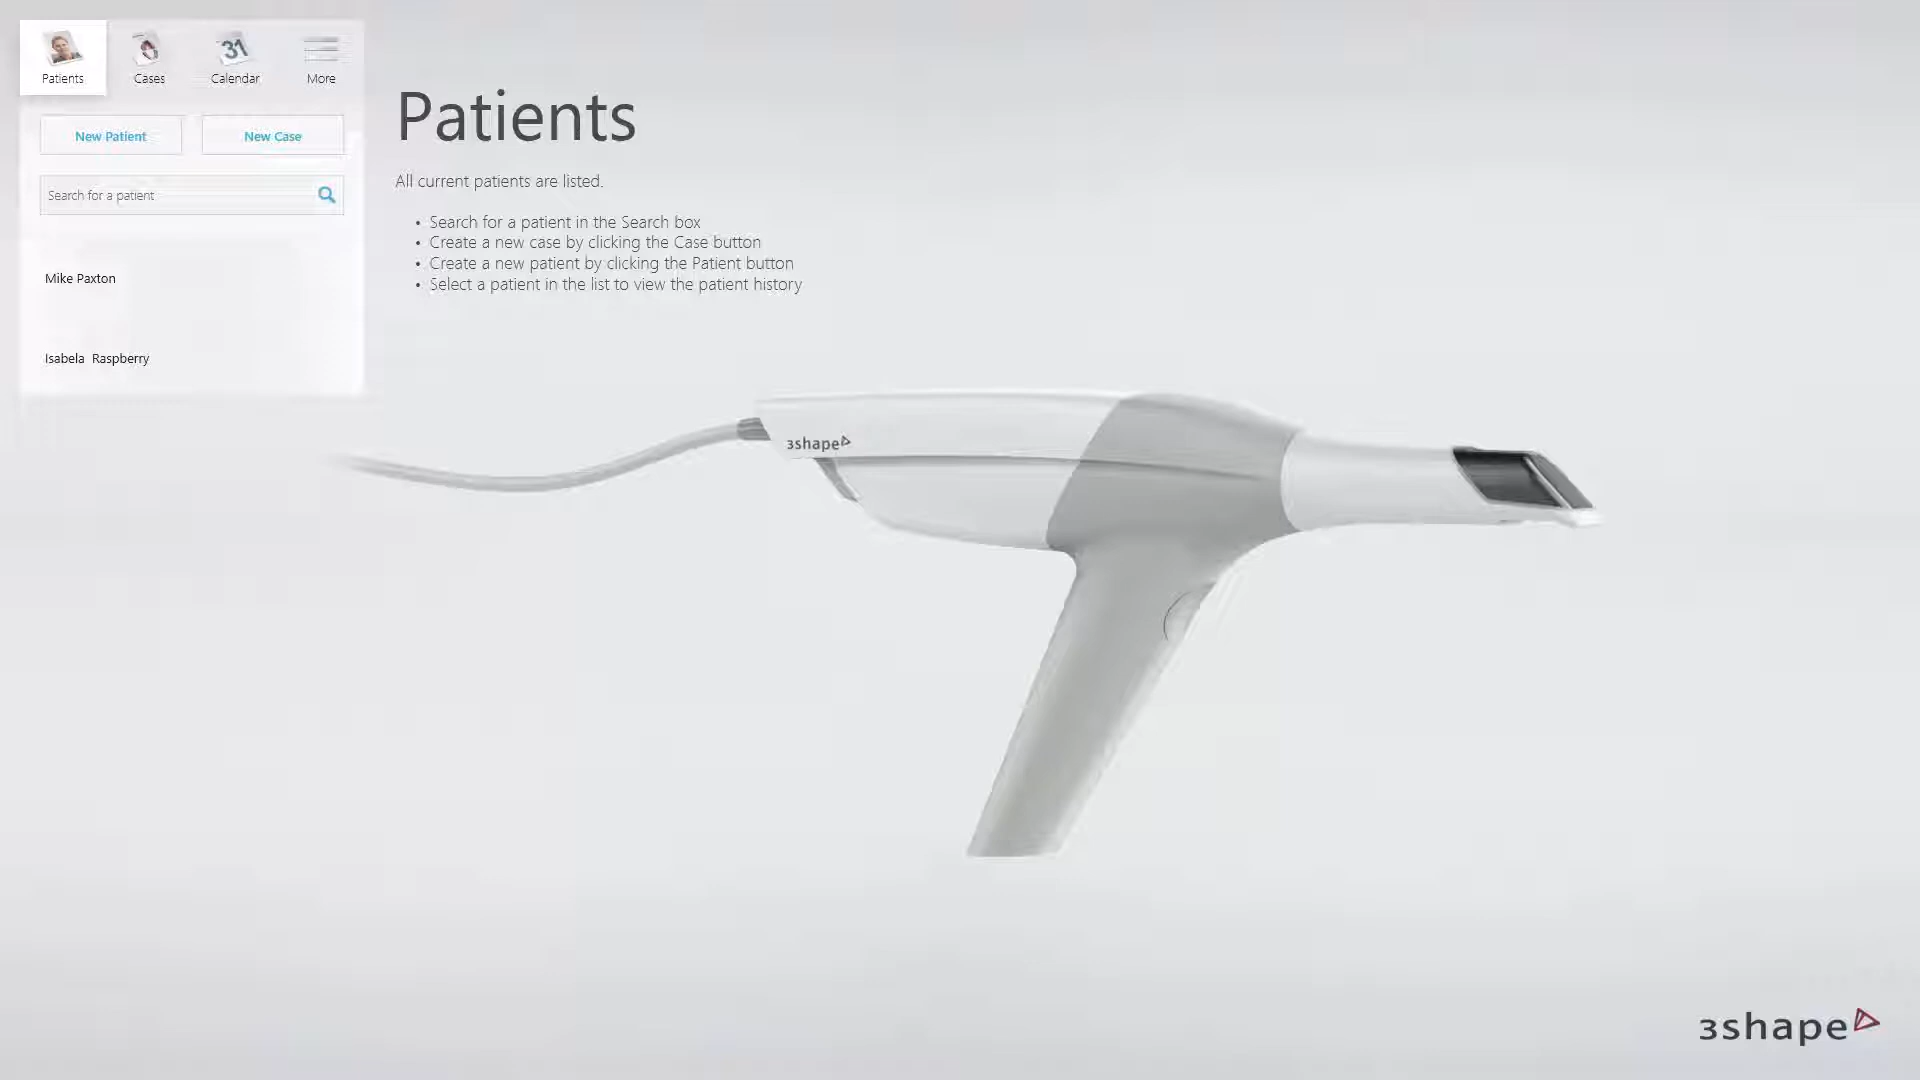 Patients
Cases
31
Calendar
More
New Patient
New Case
Search for a patient
Mike Paxton
Isabela Raspberry
Patients
All current patients are listed.
• Search for a patient in the Search box
• Create a new case by clicking the Case button
• Create a new patient by clicking the Patient button
• Select a patient in the list to view the patient history
3shape
3shape